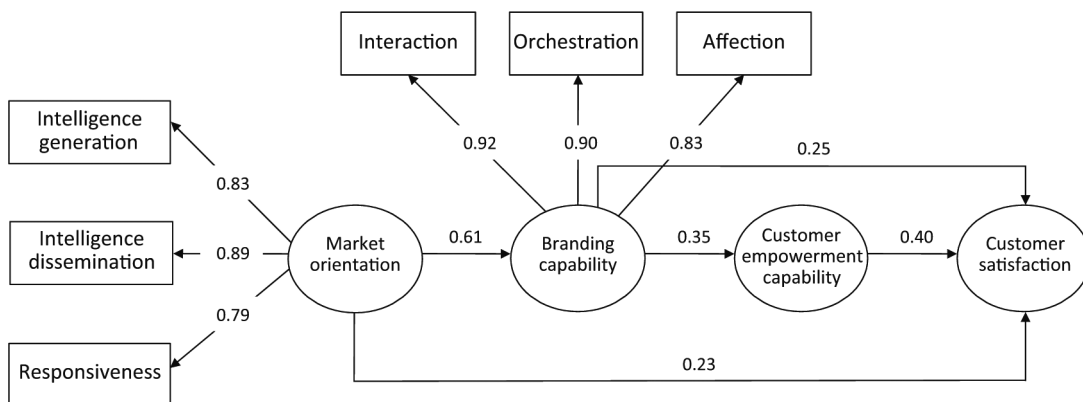 Interaction
Orchestration
Affection
Intelligence
generation
0.92
0.90
0.83
0.25
0.83
Intelligence
dissemination
0.89
Market
orientation
0.61
Branding
capability
0.35
Customer
empowerment
capability
0.40
Customer
satisfaction
0.79
Responsiveness
0.23